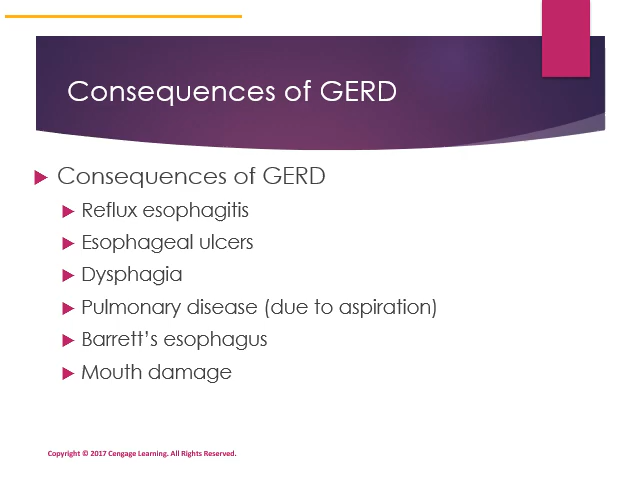 Consequences of GERD
Consequences of GERD
Reflux esophagitis
Esophageal ulcers
Dysphagia
Pulmonary disease (due to aspiration)
Barrett’s esophagus
Mouth damage
Copyright © 2017 Cengage Learning. All Rights Reserved.